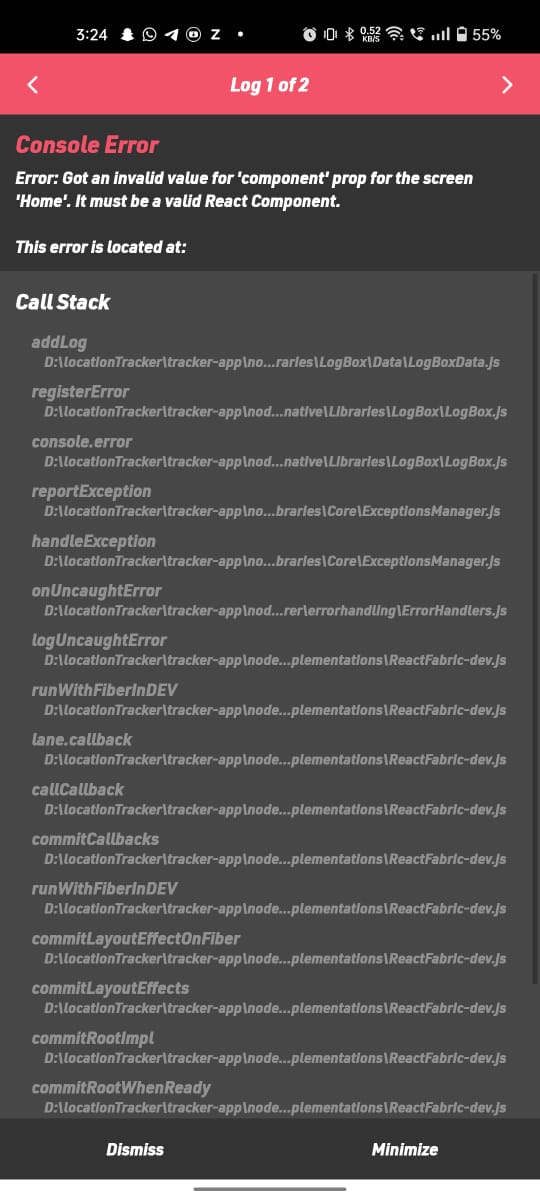 3:24
Z
0.52
KB/S
55%
Log 1 of 2
Console Error
Error: Got an invalid value for 'component' prop for the screen
'Home'. It must be a valid React Component.
This error is located at:
Call Stack
addLog
D:\locationTracker\tracker-app\no...raries\LogBox\Data\LogBoxData.js
registerError
D:\locationTracker\tracker-app\nod...native\Libraries\LogBox\LogBox.js
console.error
D:\locationTracker\tracker-app\nod...native\Libraries\LogBox\LogBox.js
reportException
D:\locationTracker\tracker-app\no...braries\Core\ExceptionsManager.js
handleException
D:\locationTracker\tracker-app\no...braries\Core\ExceptionsManager.js
onUncaughtError
D:\locationTracker\tracker-app\nod...rer\errorhandling\ErrorHandlers.js
logUncaughtError
D:\locationTracker\tracker-app\node...plementations\ReactFabric-dev.js
runWithFiberInDEV
D:\locationTracker\tracker-app\node...plementations\ReactFabric-dev.js
lane.callback
D:\locationTracker\tracker-app\node...plementations\ReactFabric-dev.js
callCallback
D:\locationTracker\tracker-app\node...plementations\ReactFabric-dev.js
commitCallbacks
D:\locationTracker\tracker-app\node...plementations\ReactFabric-dev.js
runWithFiberInDEV
D:\locationTracker\tracker-app\node...plementations\ReactFabric-dev.js
commitLayoutEffectOnFiber
D:\locationTracker\tracker-app\node...plementations\ReactFabric-dev.js
commitLayoutEffects
D:\locationTracker\tracker-app\node...plementations\ReactFabric-dev.js
commitRootImpl
D:\locationTracker\tracker-app\node...plementations\ReactFabric-dev.js
commitRootWhenReady
D:\locationTracker\tracker-app\node...plementations\ReactFabric-dev.js
Dismiss
Minimize